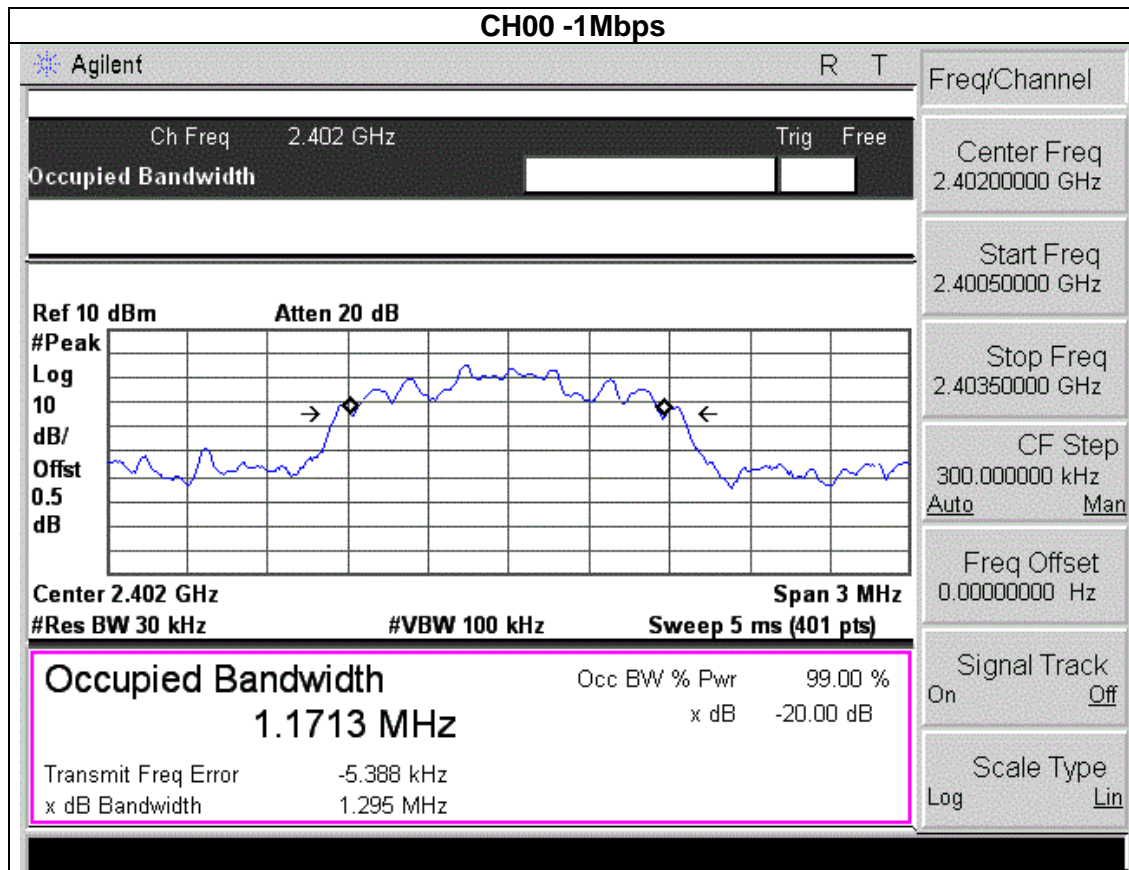 CH00 -1Mbps
Agilent R T
Ch Freq 2.402 GHz Trig Free
Occupied Bandwidth
Ref 10 dBm Atten 20 dB
#Peak
Log
10
dB/
Offst
0.5
dB
Center 2.402 GHz Span 3 MHz
#Res BW 30 kHz #VBW 100 kHz Sweep 5 ms (401 pts)
Occupied Bandwidth
1.1713 MHz
Occ BW % Pwr 99.00 %
x dB -20.00 dB
Transmit Freq Error -5.388 kHz
x dB Bandwidth 1.295 MHz
Freq/Channel
Center Freq
2.40200000 GHz
Start Freq
2.40050000 GHz
Stop Freq
2.40350000 GHz
CF Step
300.000000 kHz
Auto Man
Freq Offset
0.00000000 Hz
Signal Track
On Off
Scale Type
Log Lin